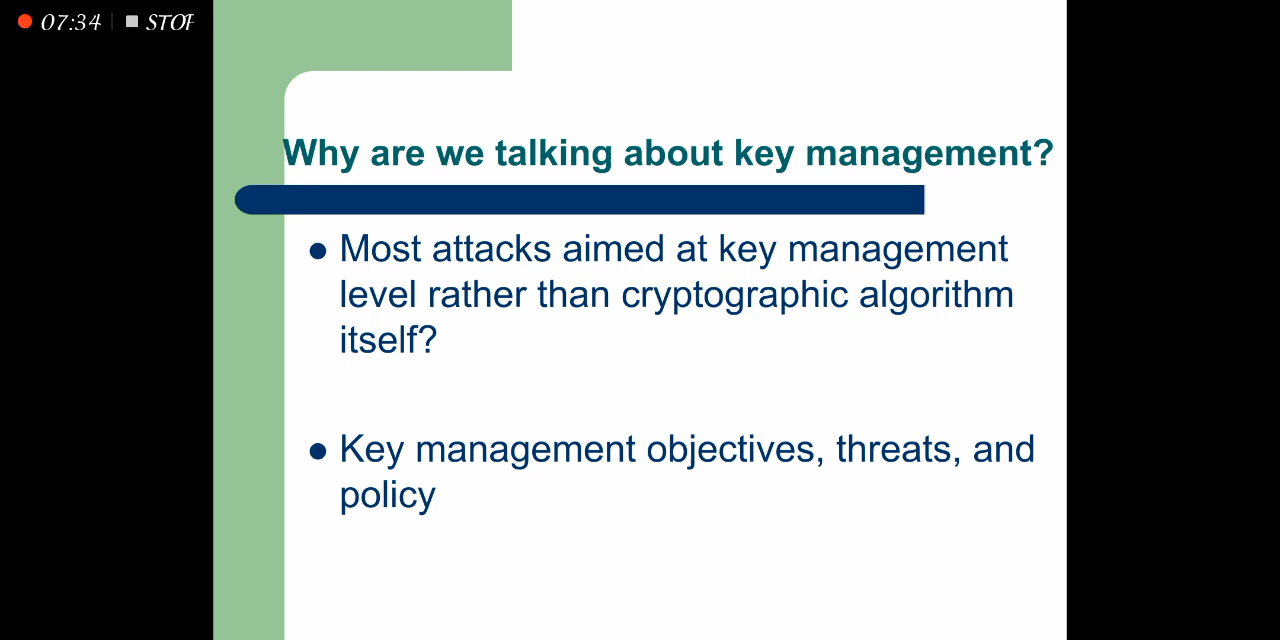 07:34 STOP
Why are we talking about key management?
● Most attacks aimed at key management
level rather than cryptographic algorithm
itself?
● Key management objectives, threats, and
policy